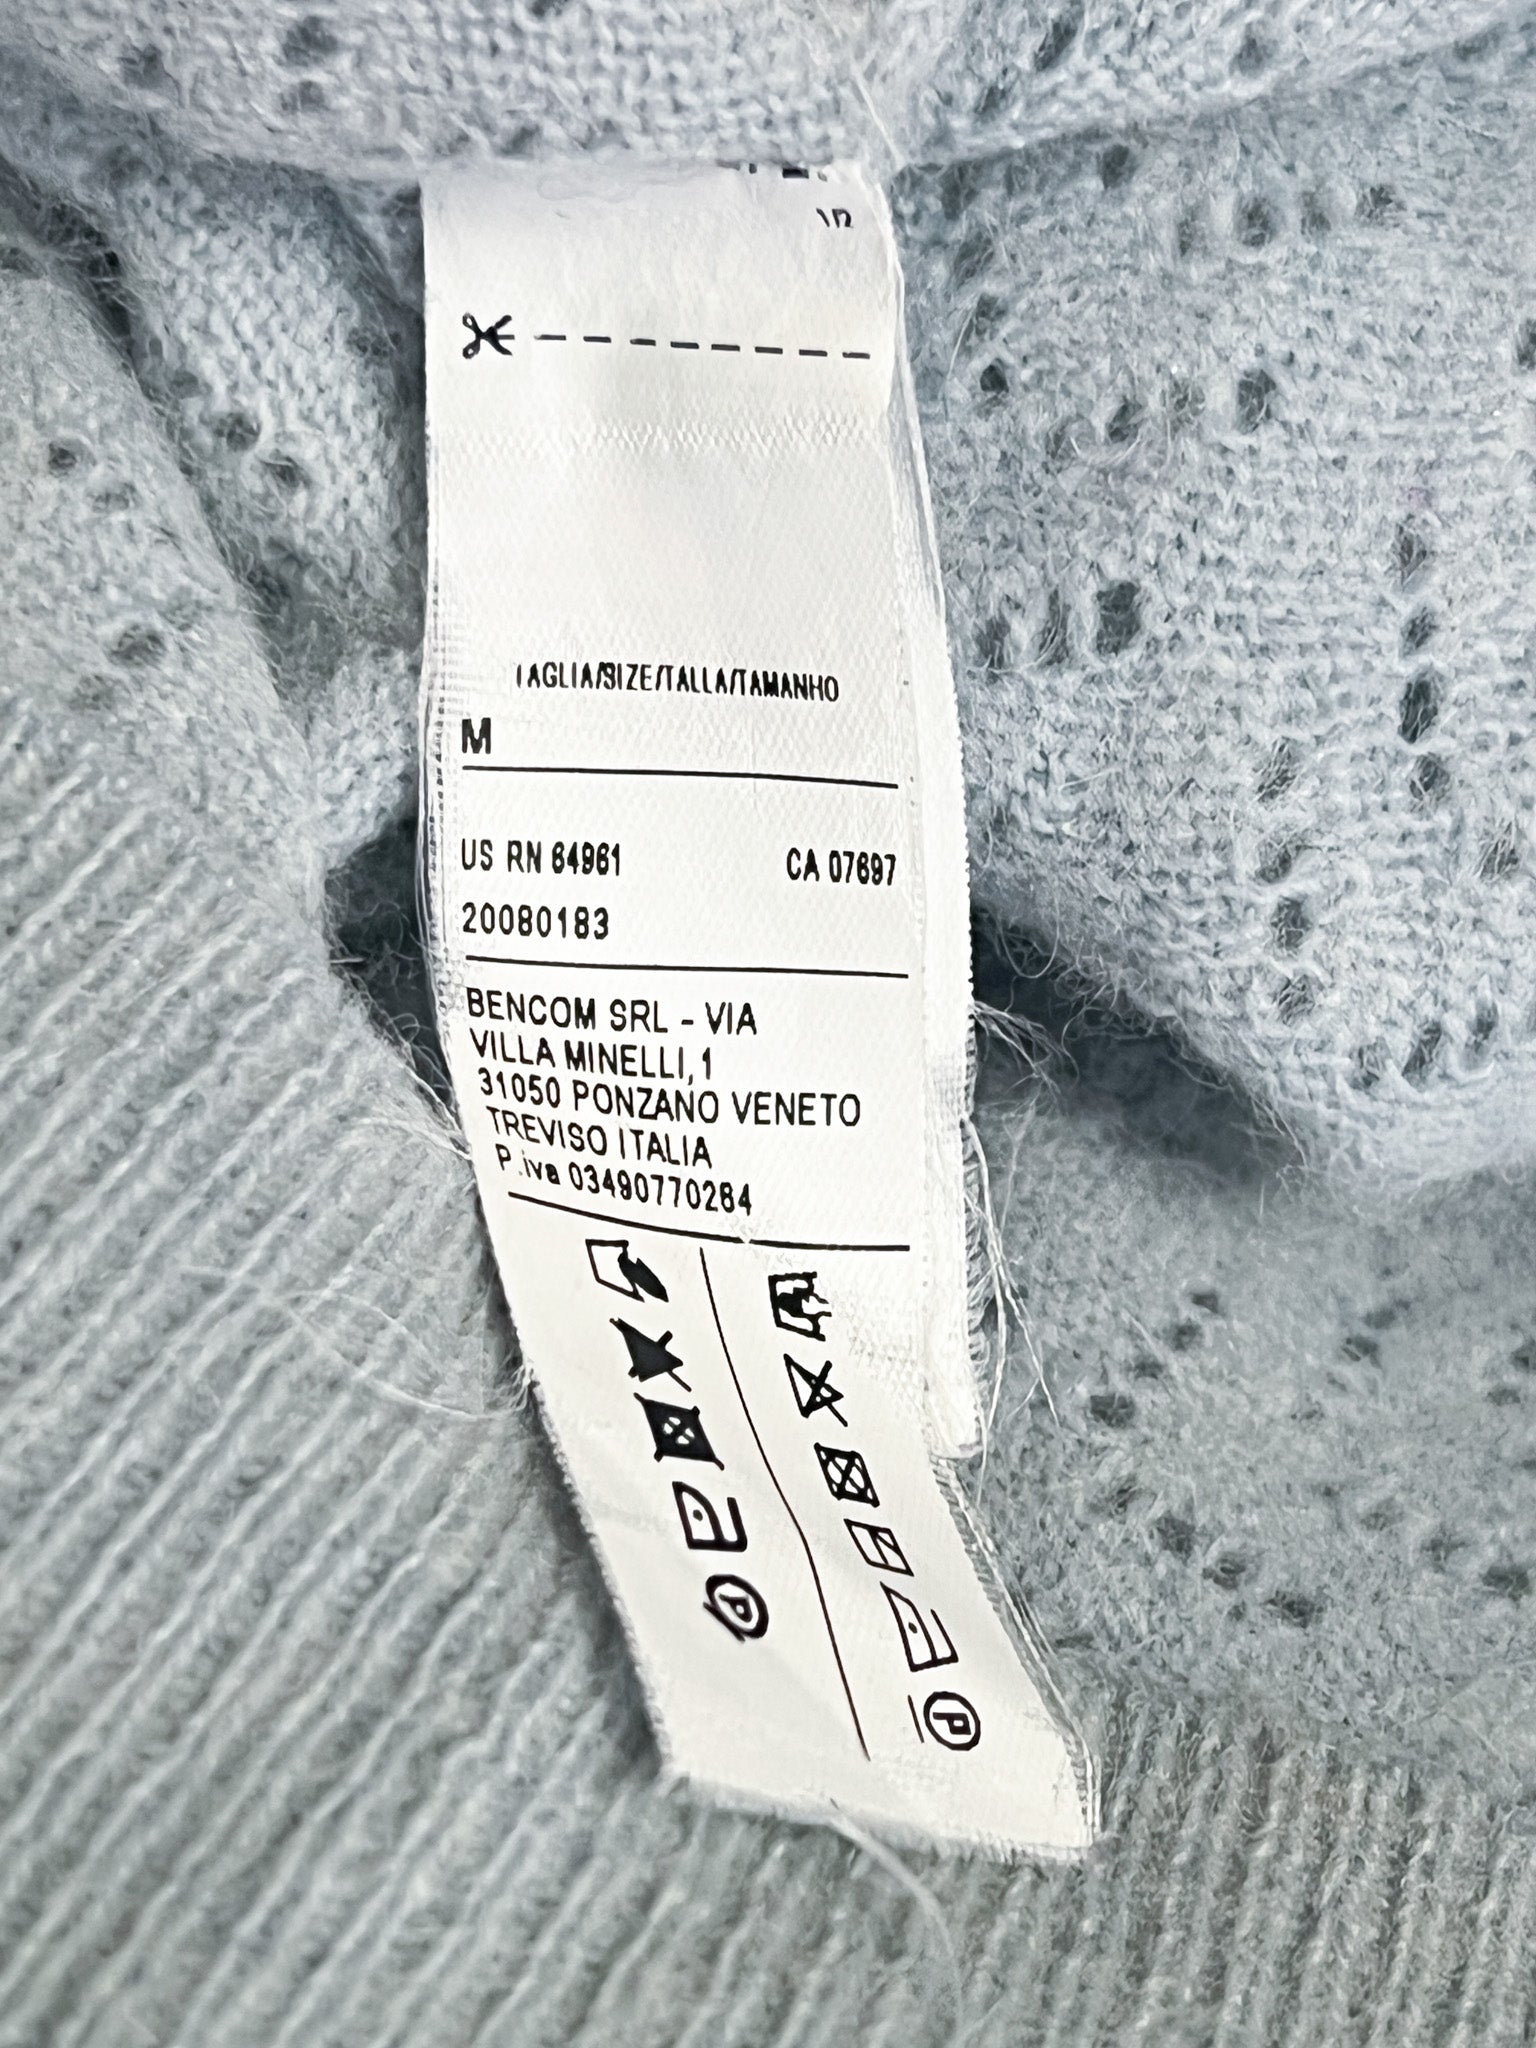 TAGLIA/SIZE/TALLA/TAMANHO
M
US RN 64961 CA 07697
20080183
BENCOM SRL - VIA
VILLA MINELLI, 1
31050 PONZANO VENETO
TREVISO ITALIA
P.iva 03490770264